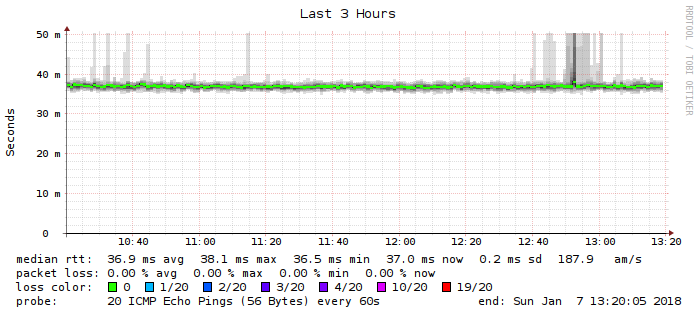 Last 3 Hours
RRDTOOL / TOBI OETIKER
Seconds
50 m
40 m
30 m
20 m
10 m
0
10:40 11:00 11:20 11:40 12:00 12:20 12:40 13:00 13:20
median rtt: 36.9 ms avg 38.1 ms max 36.5 ms min 37.0 ms now 0.2 ms sd 187.9 am/s
packet loss: 0.00 % avg 0.00 % max 0.00 % min 0.00 % now
loss color: 0 1/20 2/20 3/20 4/20 10/20 19/20
probe: 20 ICMP Echo Pings (56 Bytes) every 60s end: Sun Jan 7 13:20:05 2018